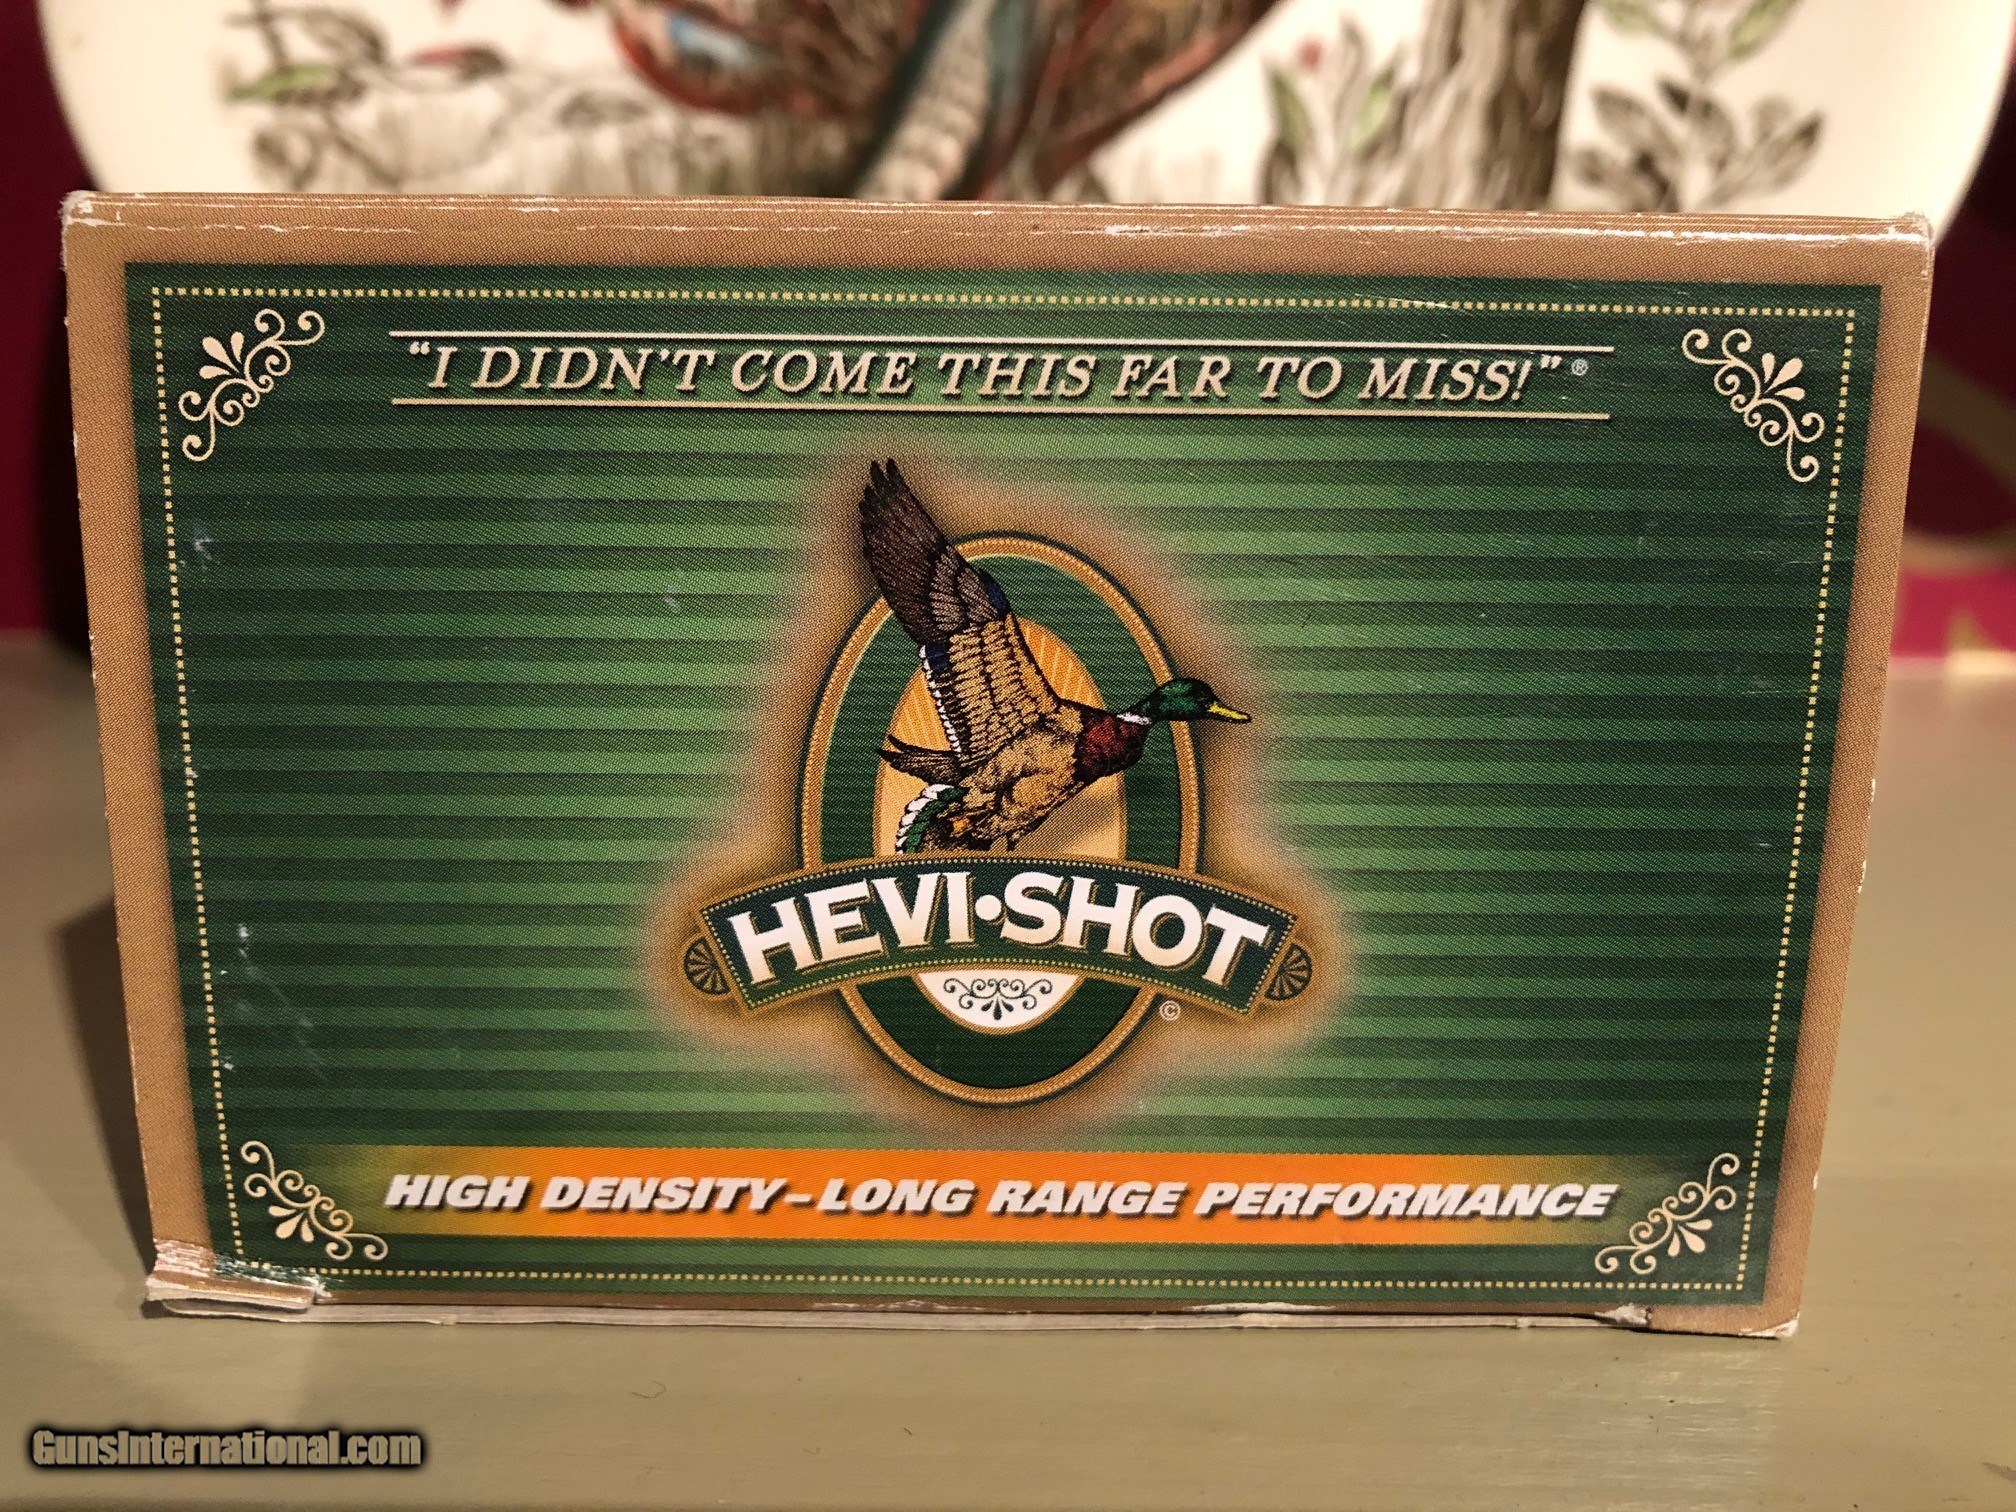 "I DIDN'T COME THIS FAR TO MISS!"®
HEVI•SHOT
©
HIGH DENSITY–LONG RANGE PERFORMANCE
GunsInternational.com